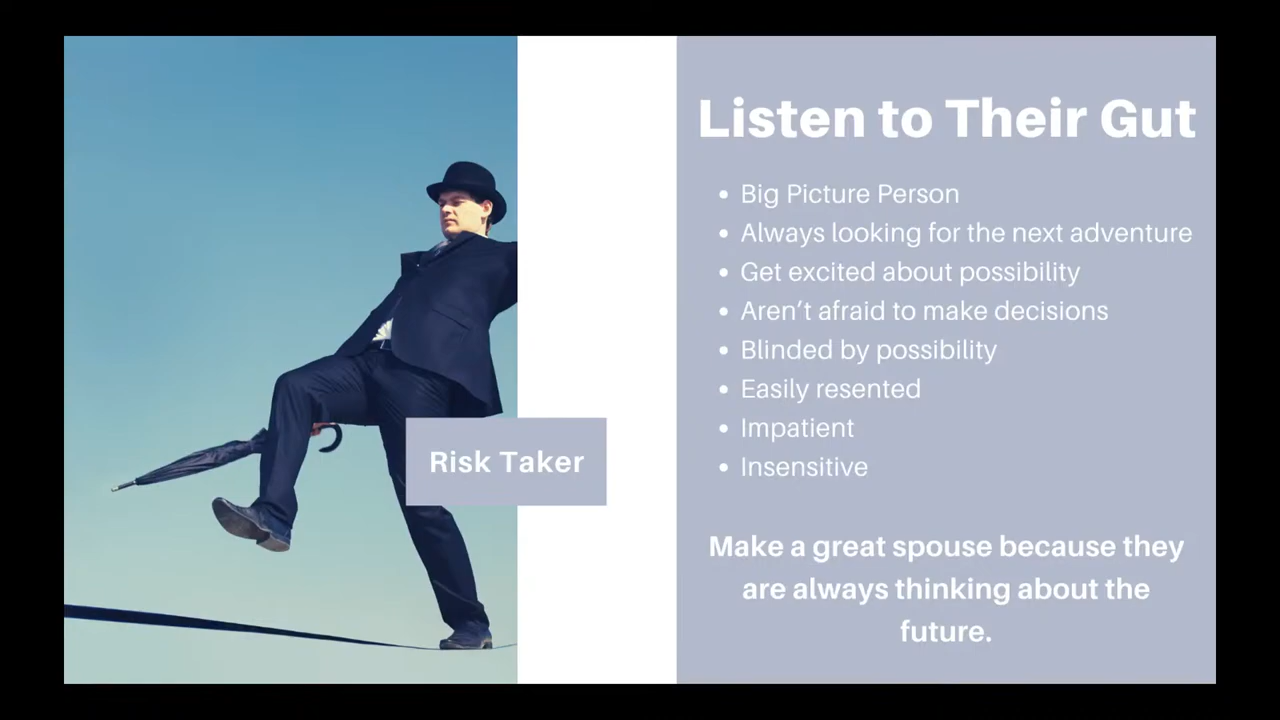 Listen to Their Gut
Big Picture Person
Always looking for the next adventure
Get excited about possibility
Aren’t afraid to make decisions
Blinded by possibility
Easily resented
Impatient
Insensitive
Risk Taker
Make a great spouse because they
are always thinking about the
future.